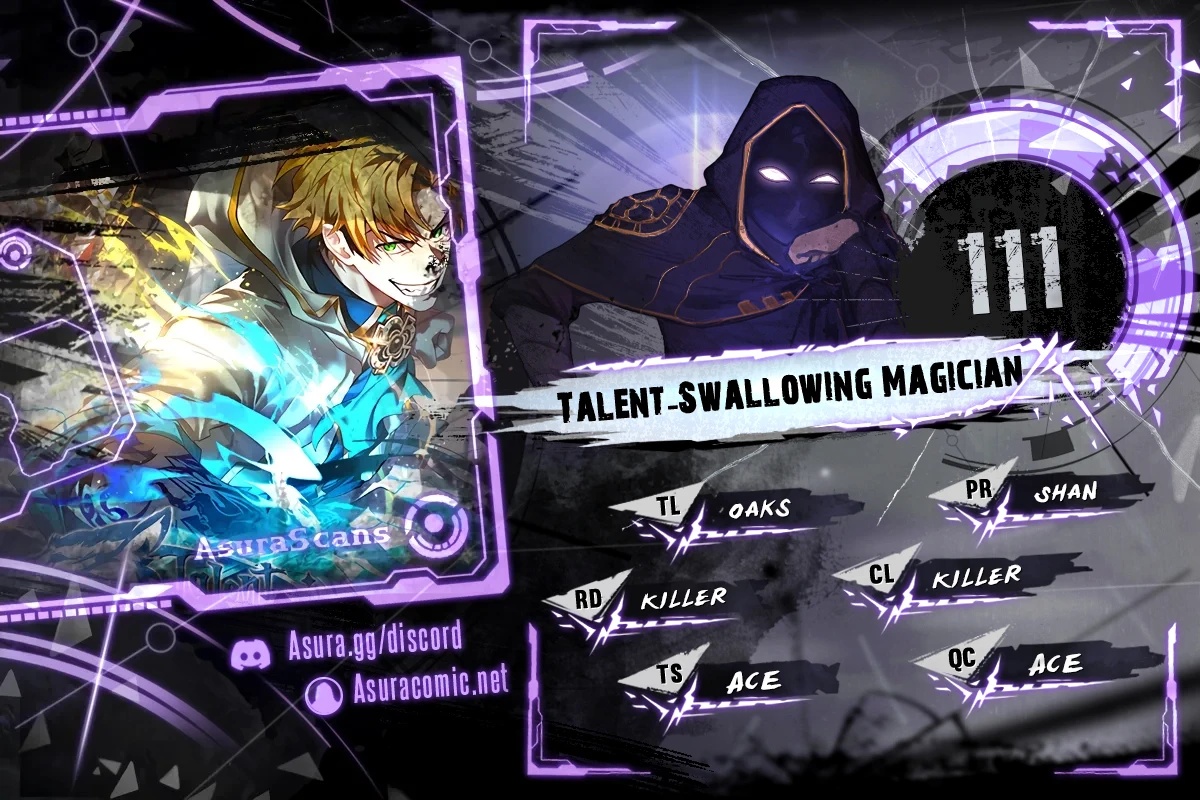 111
TALENT-SWALLOWING MAGICIAN
TL OAKS
PR SHAN
RD KILLER
CL KILLER
TS ACE
QC ACE
AsuraScans
Talent-
Asura.gg/discord
Asuracomic.net